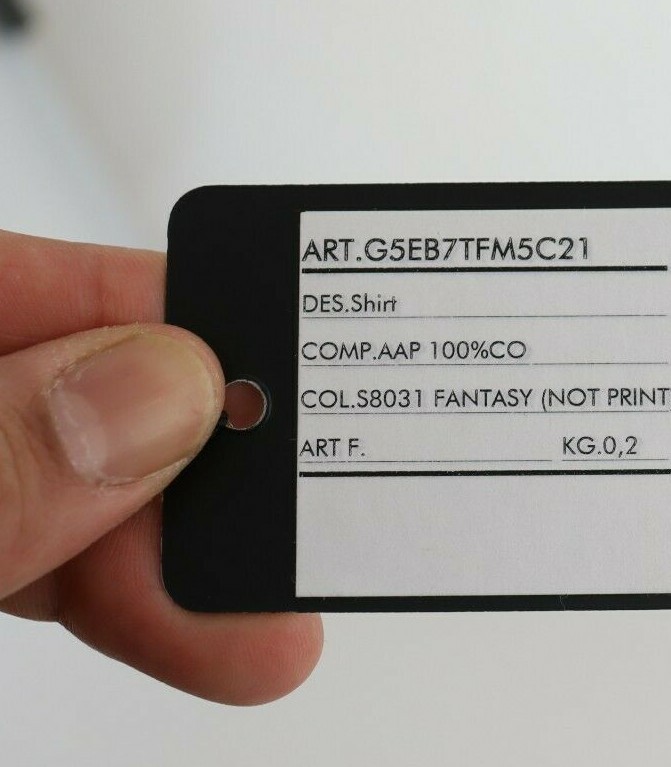 ART.G5EB7TFM5C21
DES.Shirt
COMP.AAP 100%CO
COL.S8031 FANTASY (NOT PRINT
ART F. KG.0,2